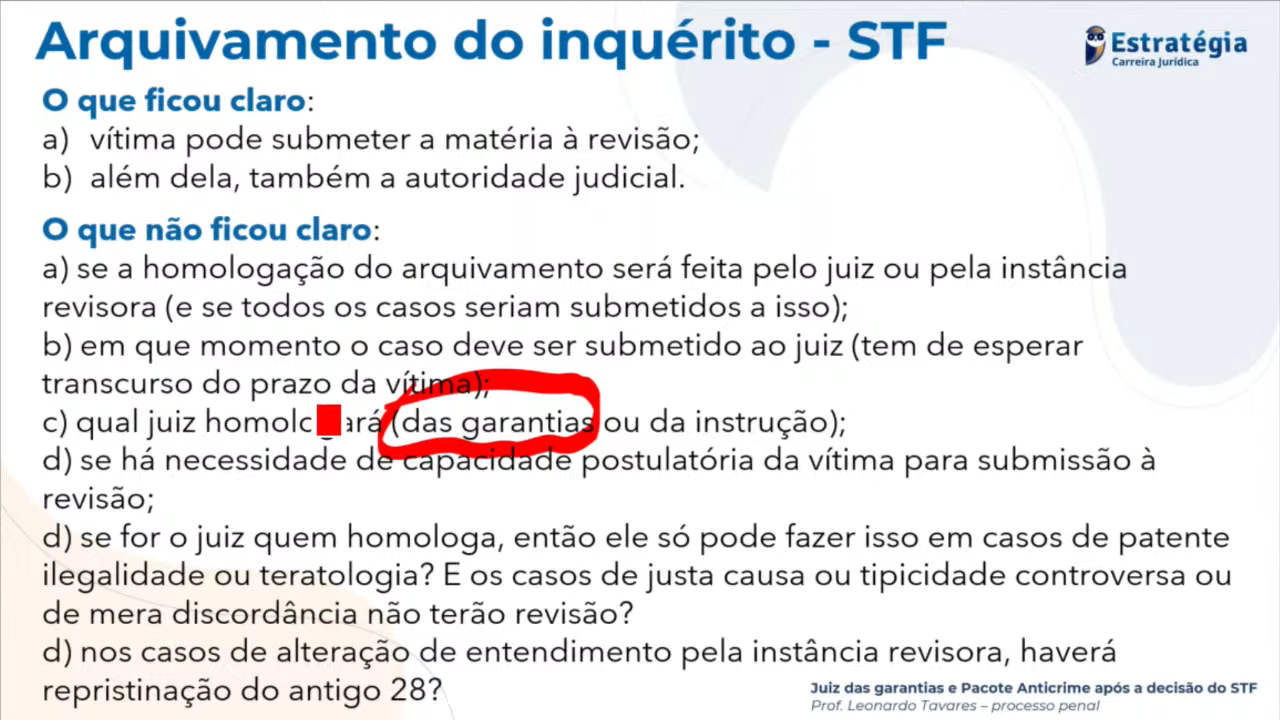 Arquivamento do inquérito - STF
Estratégia
Carreira Jurídica
O que ficou claro:
a) vítima pode submeter a matéria à revisão;
b) além dela, também a autoridade judicial.
O que não ficou claro:
a) se a homologação do arquivamento será feita pelo juiz ou pela instância
revisora (e se todos os casos seriam submetidos a isso);
b) em que momento o caso deve ser submetido ao juiz (tem de esperar
transcurso do prazo da vítima);
c) qual juiz (das garantias ou da instrução);
d) se há necessidade de capacidade postulatória da vítima para submissão à
revisão;
d) se for o juiz quem homologa, então ele só pode fazer isso em casos de patente
ilegalidade ou teratologia? E os casos de justa causa ou tipicidade controversa ou
de mera discordância não terão revisão?
d) nos casos de alteração de entendimento pela instância revisora, haverá
repristinação do antigo 28?
Juiz das garantias e Pacote Anticrime após a decisão do STF
Prof. Leonardo Tavares – processo penal